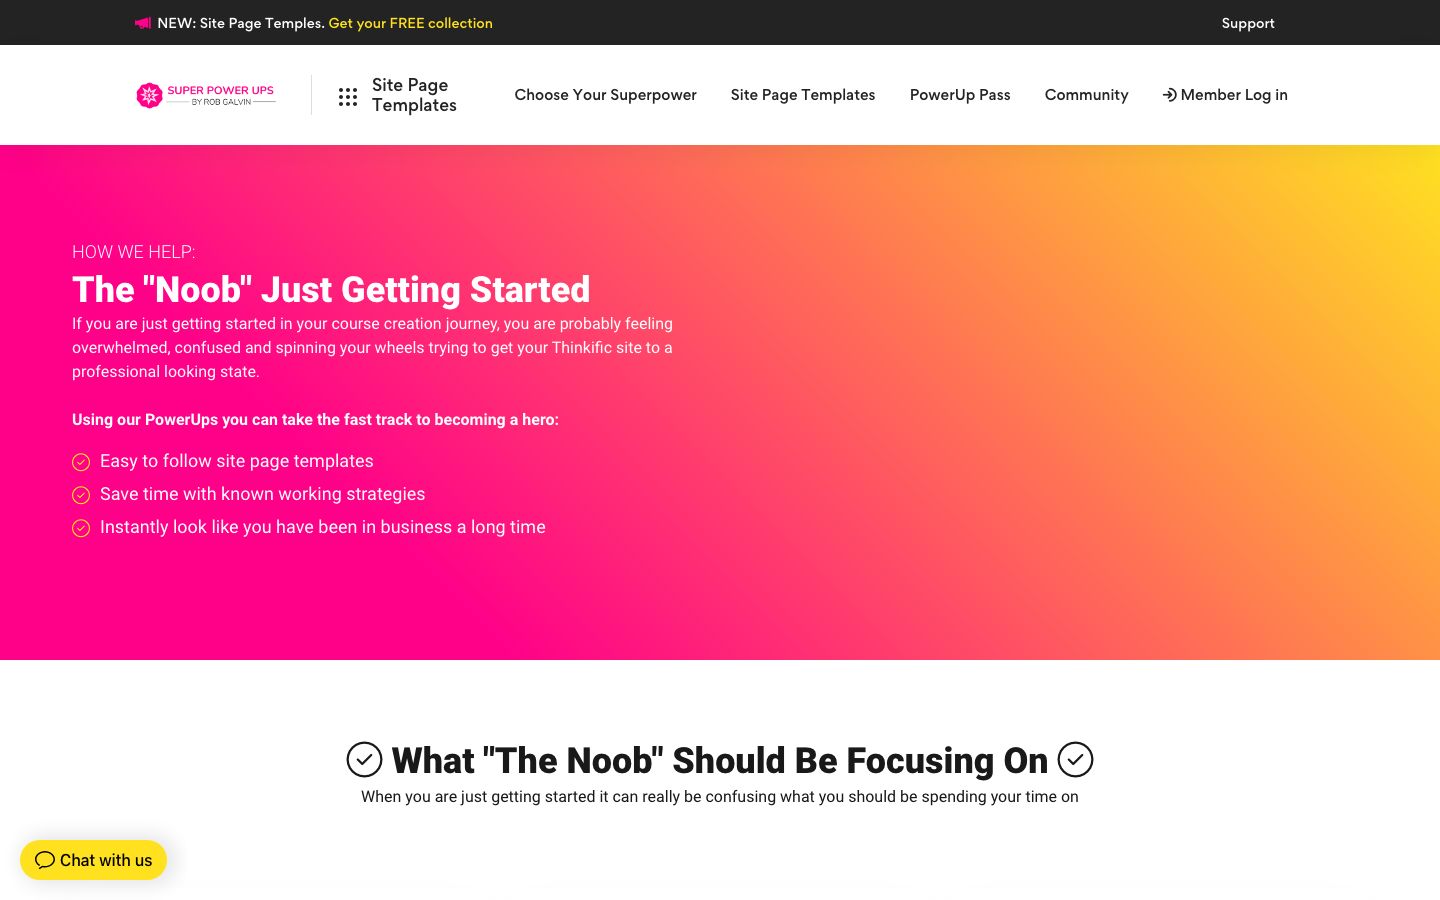 NEW: Site Page Temples. Get your FREE collection
Support
SUPER POWER UPS
BY ROB GALVIN
Site Page
Templates
Choose Your Superpower
Site Page Templates
PowerUp Pass
Community
Member Log in
HOW WE HELP:
The "Noob" Just Getting Started
If you are just getting started in your course creation journey, you are probably feeling
overwhelmed, confused and spinning your wheels trying to get your Thinkific site to a
professional looking state.
Using our PowerUps you can take the fast track to becoming a hero:
Easy to follow site page templates
Save time with known working strategies
Instantly look like you have been in business a long time
What "The Noob" Should Be Focusing On
When you are just getting started it can really be confusing what you should be spending your time on
Chat with us